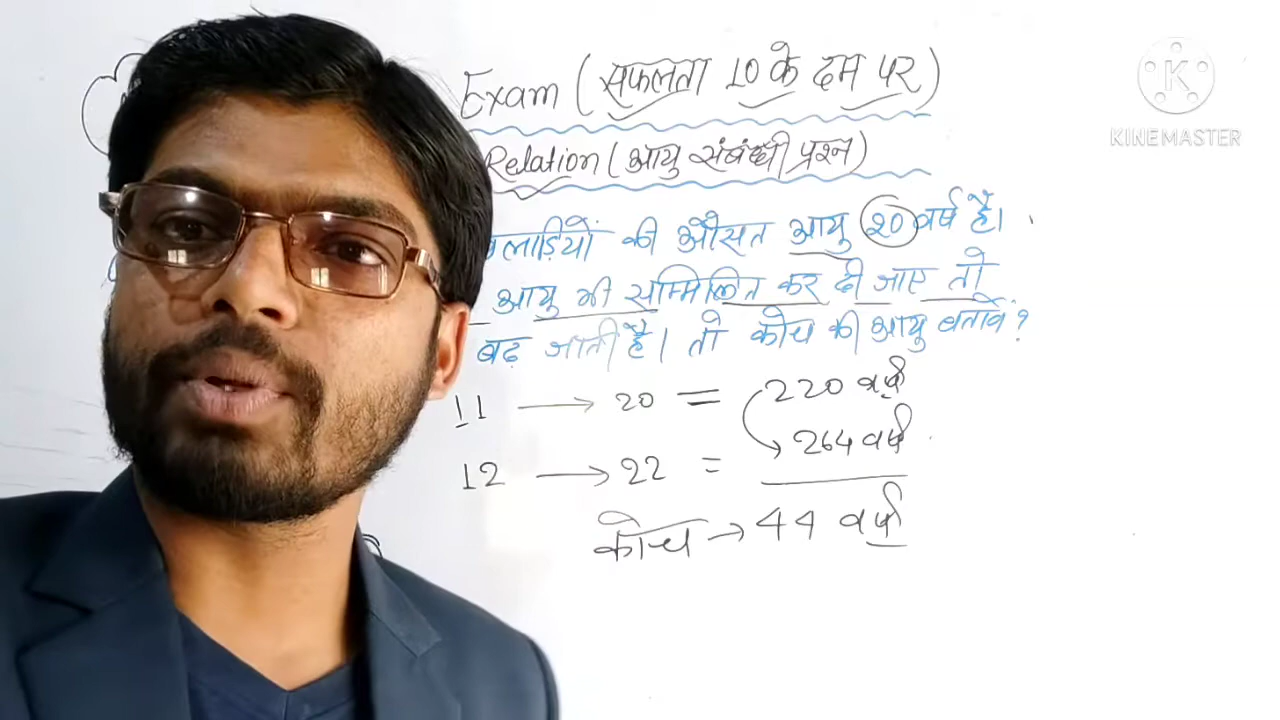 Exam (सफलता 10 के दम पर)
KINEMASTER
Relation (आयु संबंधी प्रश्न)
की औसत आयु 20 वर्ष है।
आयु भी सम्मिलित कर दी जाए तो
बढ़ जाती है। तो कोच की आयु बतावें?
11 → 20 = 220 वर्ष
264 वर्ष
12 → 22 =
कोच → 44 वर्ष